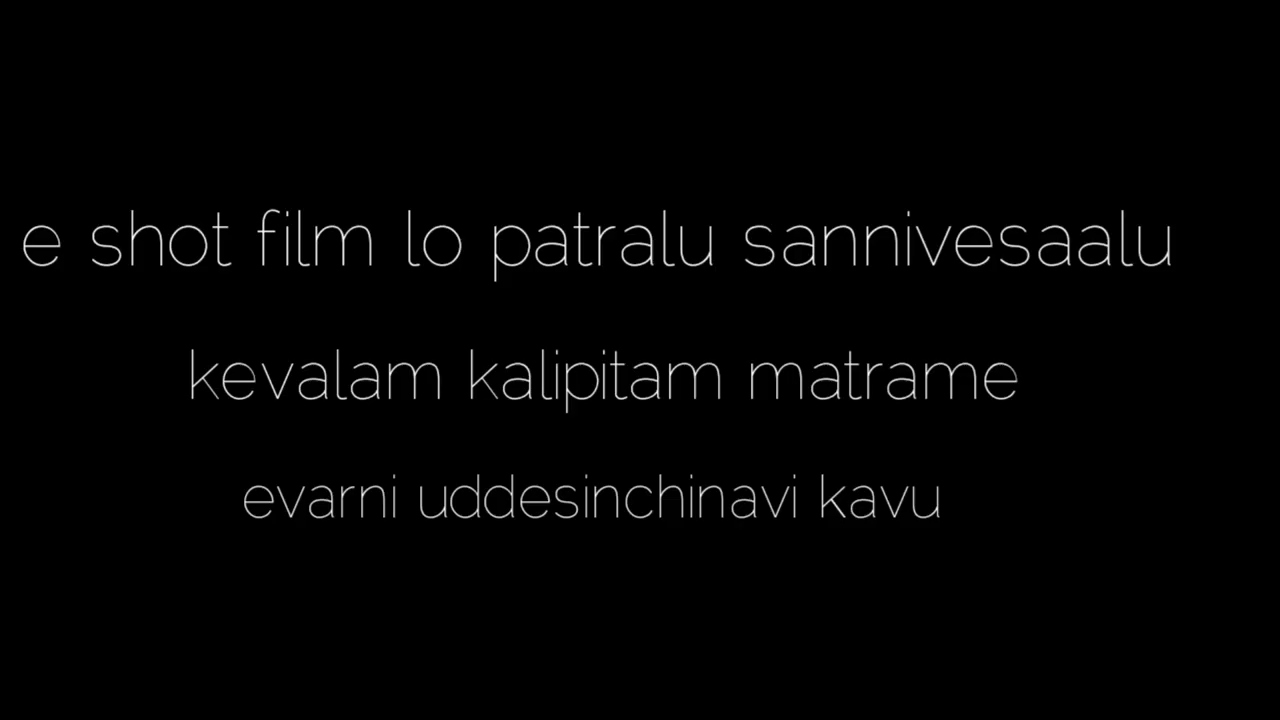 e shot film lo patralu sannivesaalu
kevalam kalipitam matrame
evarni uddesinchinavi kavu